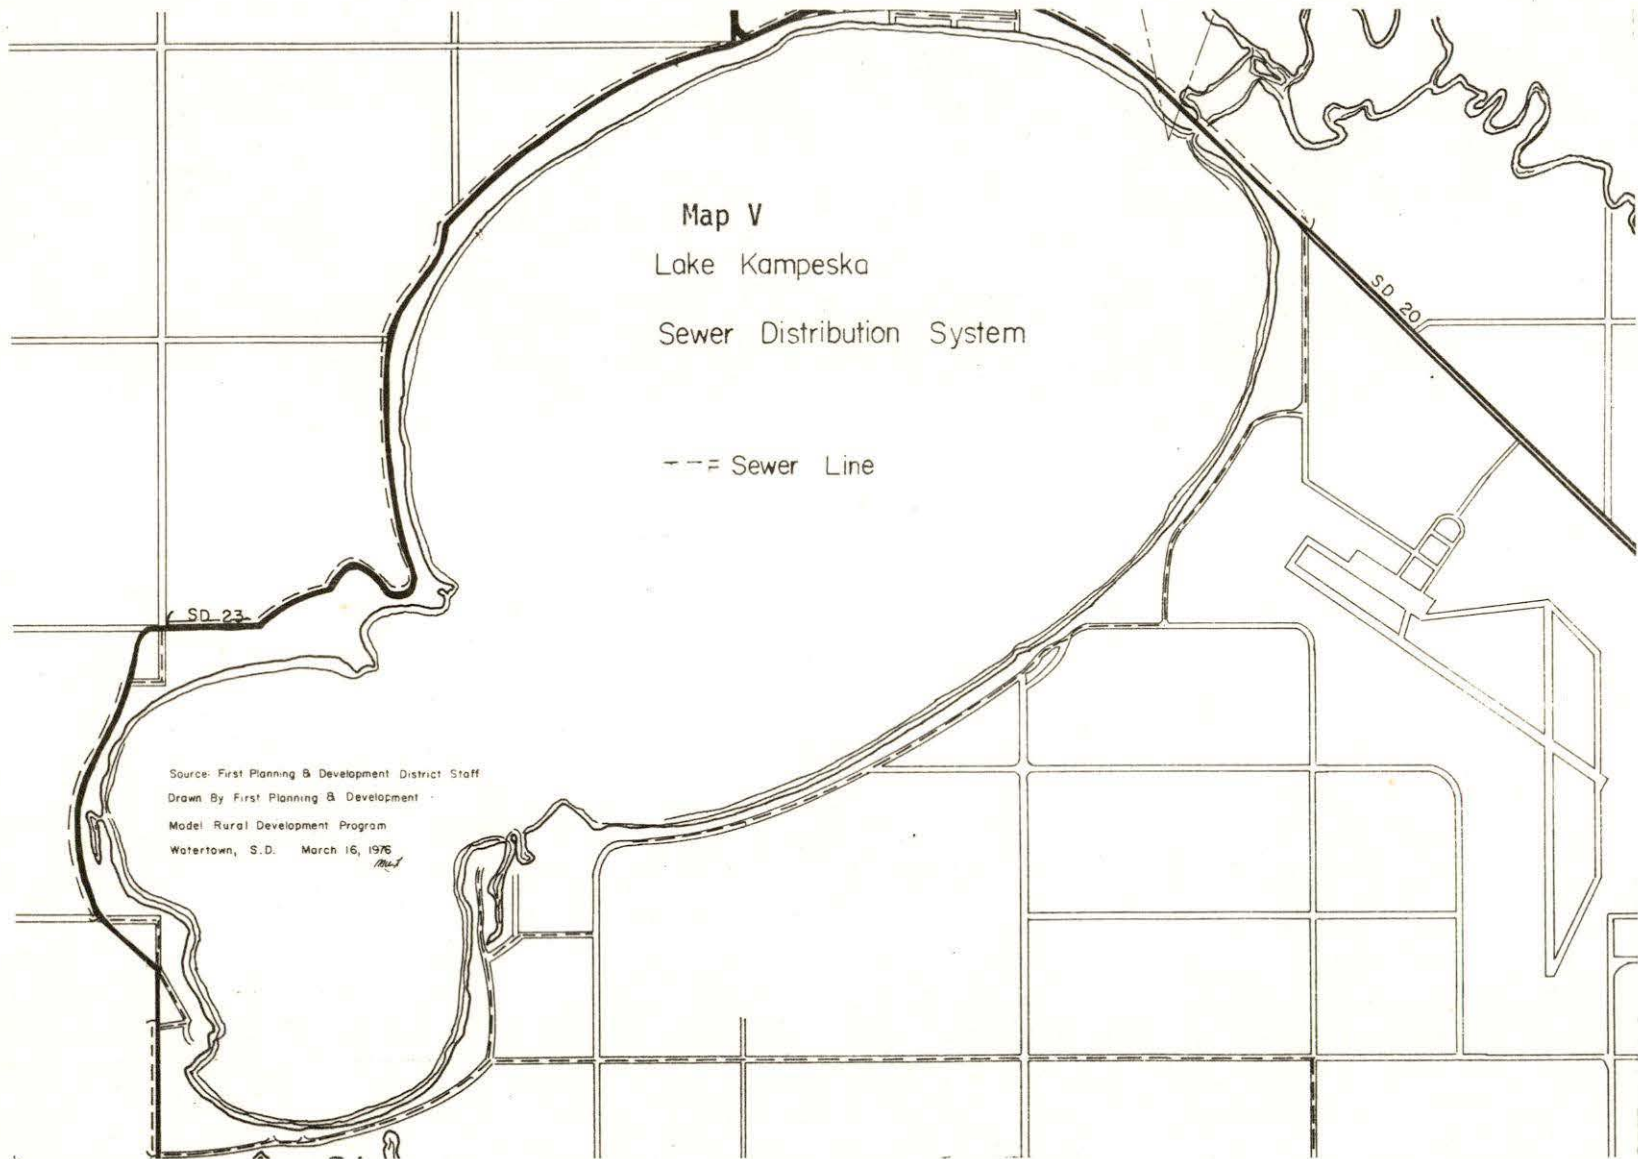 Map V
Lake Kampeska
Sewer Distribution System
Sewer Line
SD 20
SD 23
Source: First Planning & Development District Staff
Drawn By First Planning & Development
Model Rural Development Program
Watertown, S.D. March 16, 1976